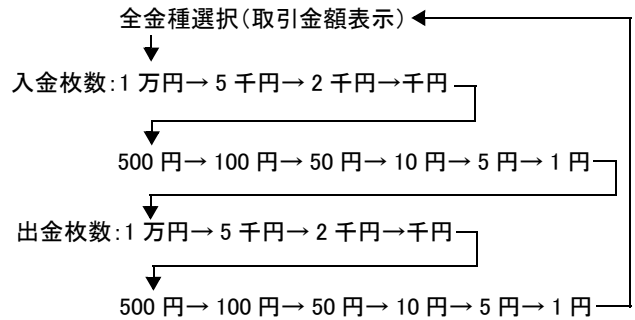 全金種選択(取引金額表示)
入金枚数:1 万円→ 5 千円→ 2 千円→千円
500 円→ 100 円→ 50 円→ 10 円→ 5 円→ 1 円
出金枚数:1 万円→ 5 千円→ 2 千円→千円
500 円→ 100 円→ 50 円→ 10 円→ 5 円→ 1 円